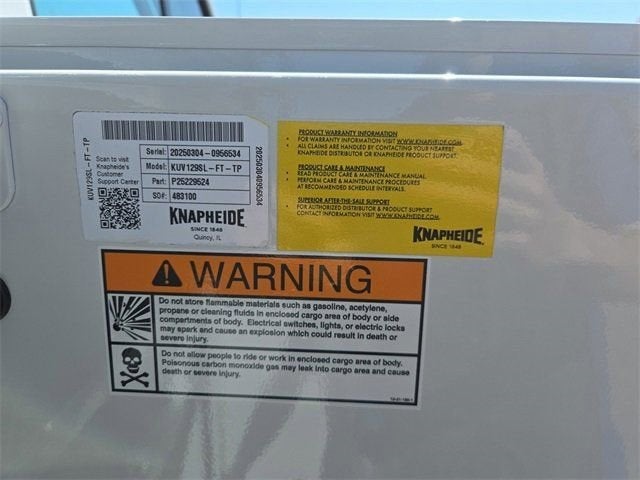 KUV129SL-FT-TP
Scan to visit
Knapheide's
Customer
Support Center
Serial: 20250304-0956534
Model: KUV129SL-FT-TP
Part: P25229524
SO#: 483100
KNAPHEIDE
SINCE 1848
Quincy, IL
20250304-0956534
PRODUCT WARRANTY INFORMATION
• FOR WARRANTY INFORMATION VISIT WWW.KNAPHEIDE.COM.
• ALL CLAIMS ARE HANDLED BY CONTACTING YOUR NEAREST
KNAPHEIDE DISTRIBUTOR OR KNAPHEIDE PRODUCT SUPPORT.
PRODUCT CARE & MAINTENANCE
• READ PRODUCT CARE & MAINTENANCE MANUAL
• PERFORM CARE & MAINTENANCE PROCEDURES
AT RECOMMENDED SCHEDULE INTERVALS.
SUPERIOR AFTER-THE-SALE SUPPORT
• FOR AUTHORIZED DISTRIBUTOR & PRODUCT SUPPORT
CONTACT INFORMATION VISIT WWW.KNAPHEIDE.COM.
KNAPHEIDE
SINCE 1848
WARNING
Do not store flammable materials such as gasoline, acetylene,
propane or cleaning fluids in enclosed cargo area of body or side
compartments of body. Electrical switches, lights, or electric locks
may spark and cause an explosion which could result in death or
severe injury.
Do not allow people to ride or work in enclosed cargo area of body.
Poisonous carbon monoxide gas may leak into cargo area and cause
death or severe injury.